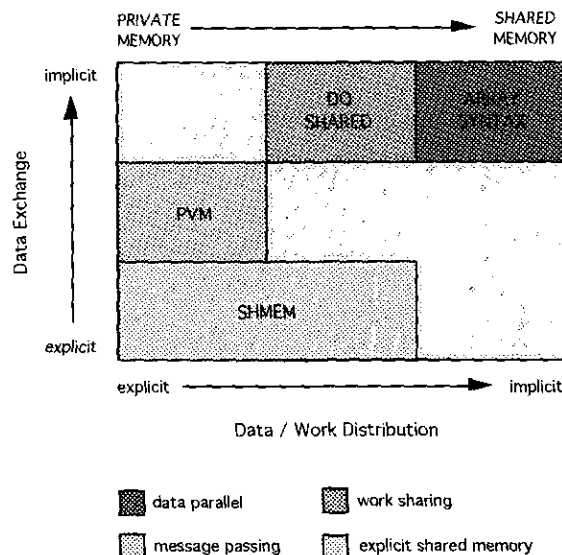 PRIVATE MEMORY
SHARED MEMORY
implicit
DO SHARED
ARRAY SYNTAX
Data Exchange
PVM
SHMEM
explicit
explicit
implicit
Data / Work Distribution
data parallel
work sharing
message passing
explicit shared memory